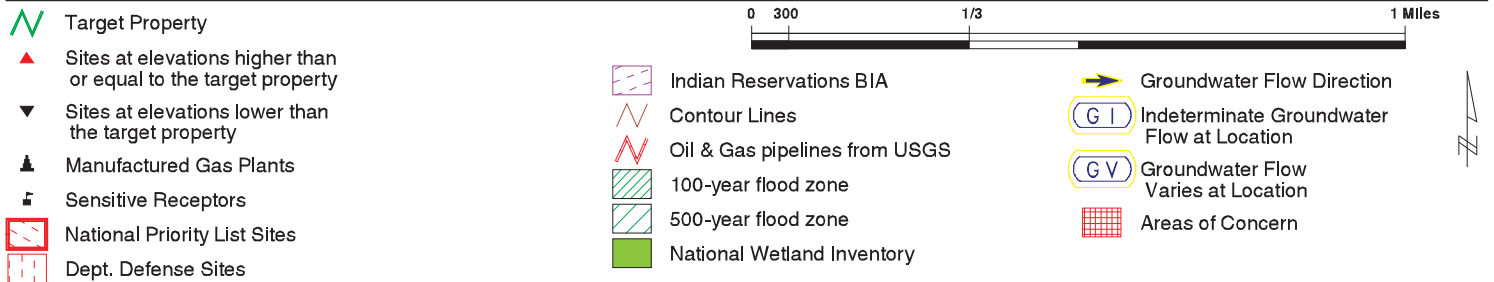 0 300 1/3 1 Miles
Target Property
Sites at elevations higher than
or equal to the target property
Sites at elevations lower than
the target property
Manufactured Gas Plants
Sensitive Receptors
National Priority List Sites
Dept. Defense Sites
Indian Reservations BIA
Contour Lines
Oil & Gas pipelines from USGS
100-year flood zone
500-year flood zone
National Wetland Inventory
Groundwater Flow Direction
G I Indeterminate Groundwater
Flow at Location
G V Groundwater Flow
Varies at Location
Areas of Concern